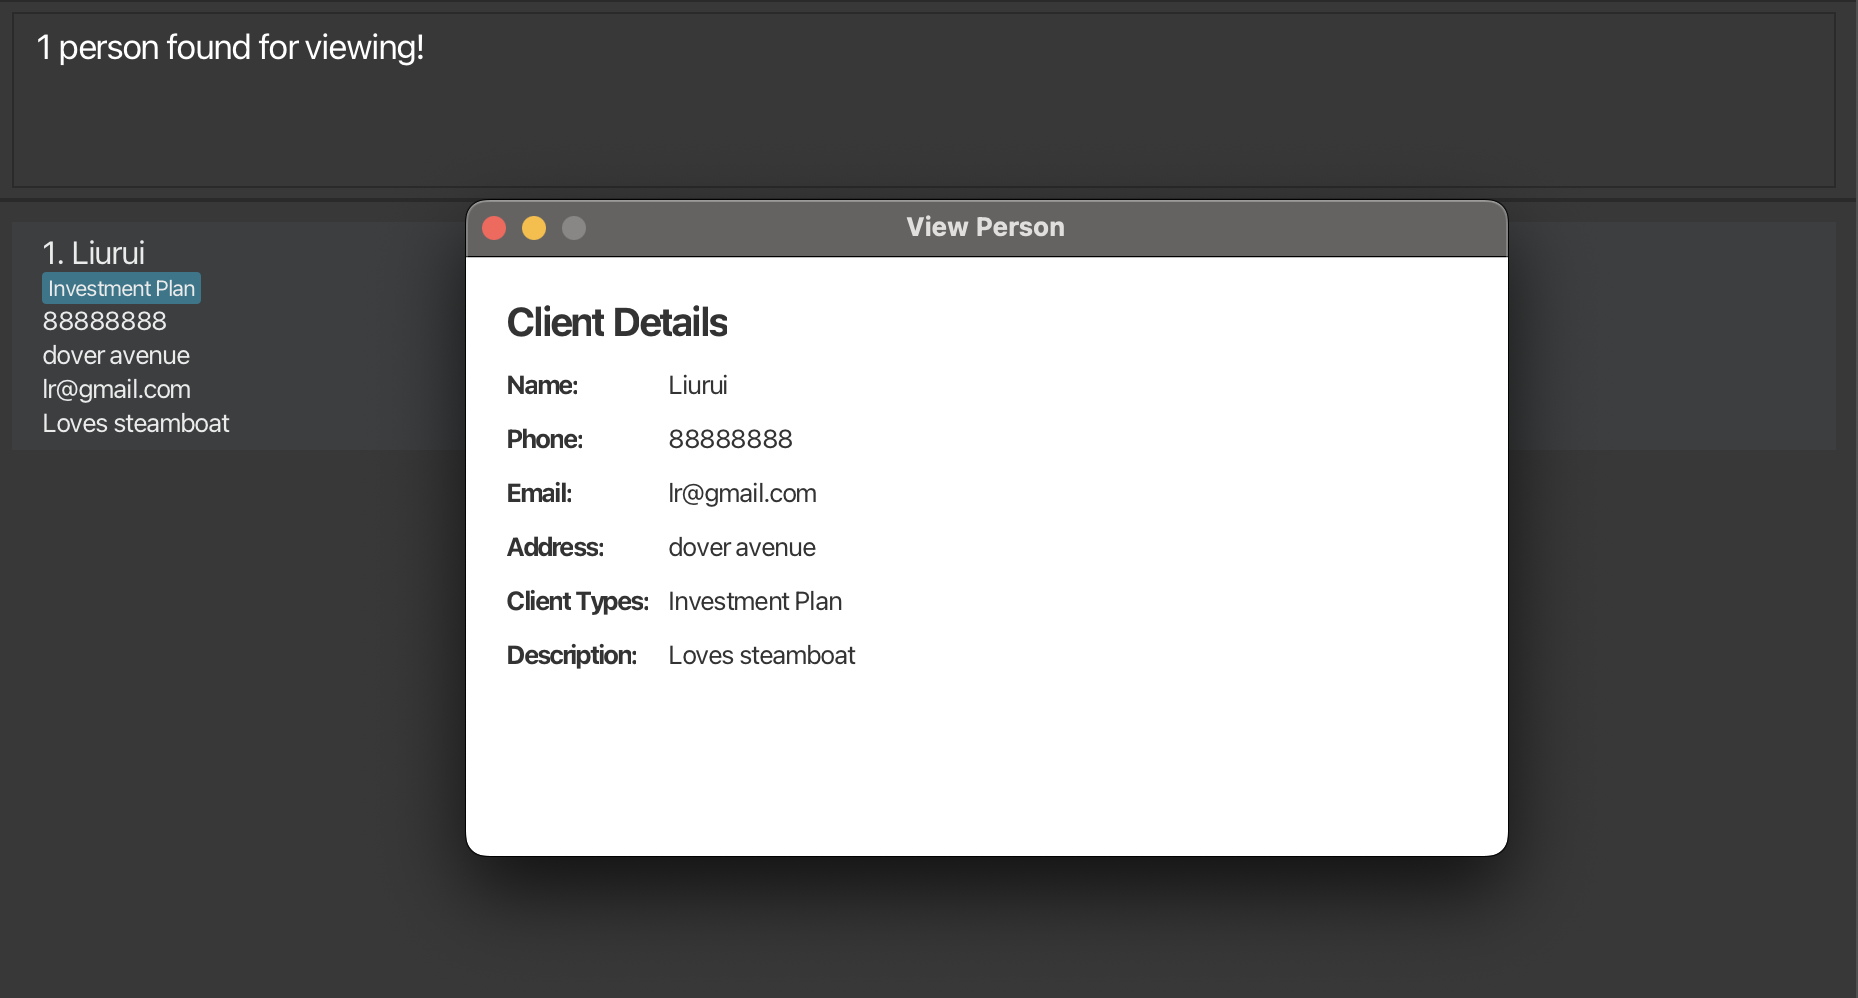 1 person found for viewing!
1. Liurui
Investment Plan
88888888
dover avenue
lr@gmail.com
Loves steamboat
View Person
Client Details
Name: Liurui
Phone: 88888888
Email: lr@gmail.com
Address: dover avenue
Client Types: Investment Plan
Description: Loves steamboat